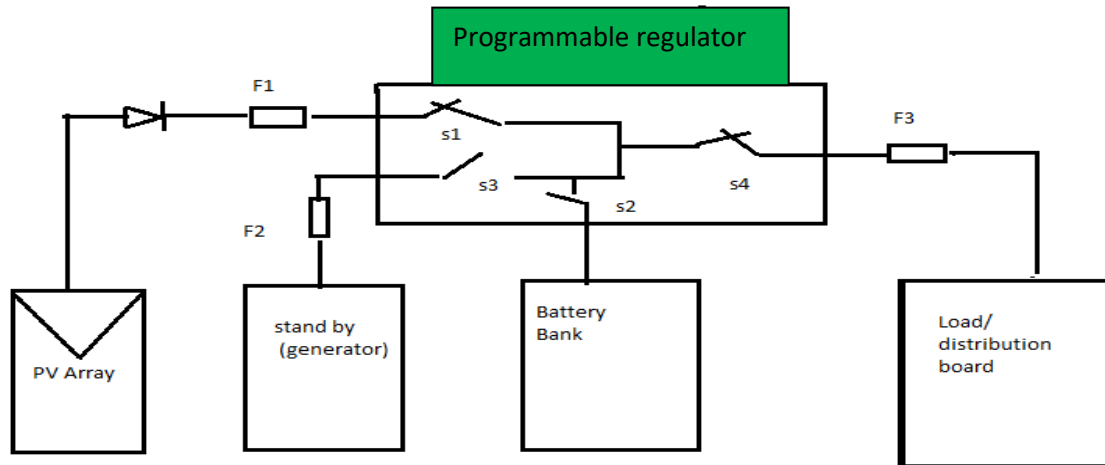 Programmable regulator
F1
F3
s1
s3
s4
s2
F2
Battery
Bank
stand by
(generator)
Load/
distribution
board
PV Array